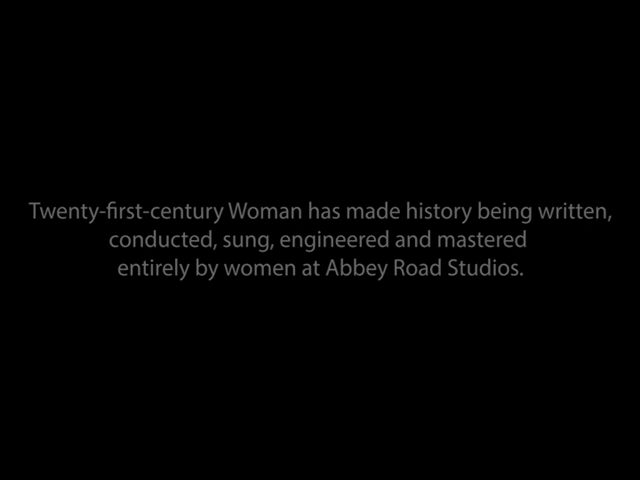 Twenty-first-century Woman has made history being written,
conducted, sung, engineered and mastered
entirely by women at Abbey Road Studios.